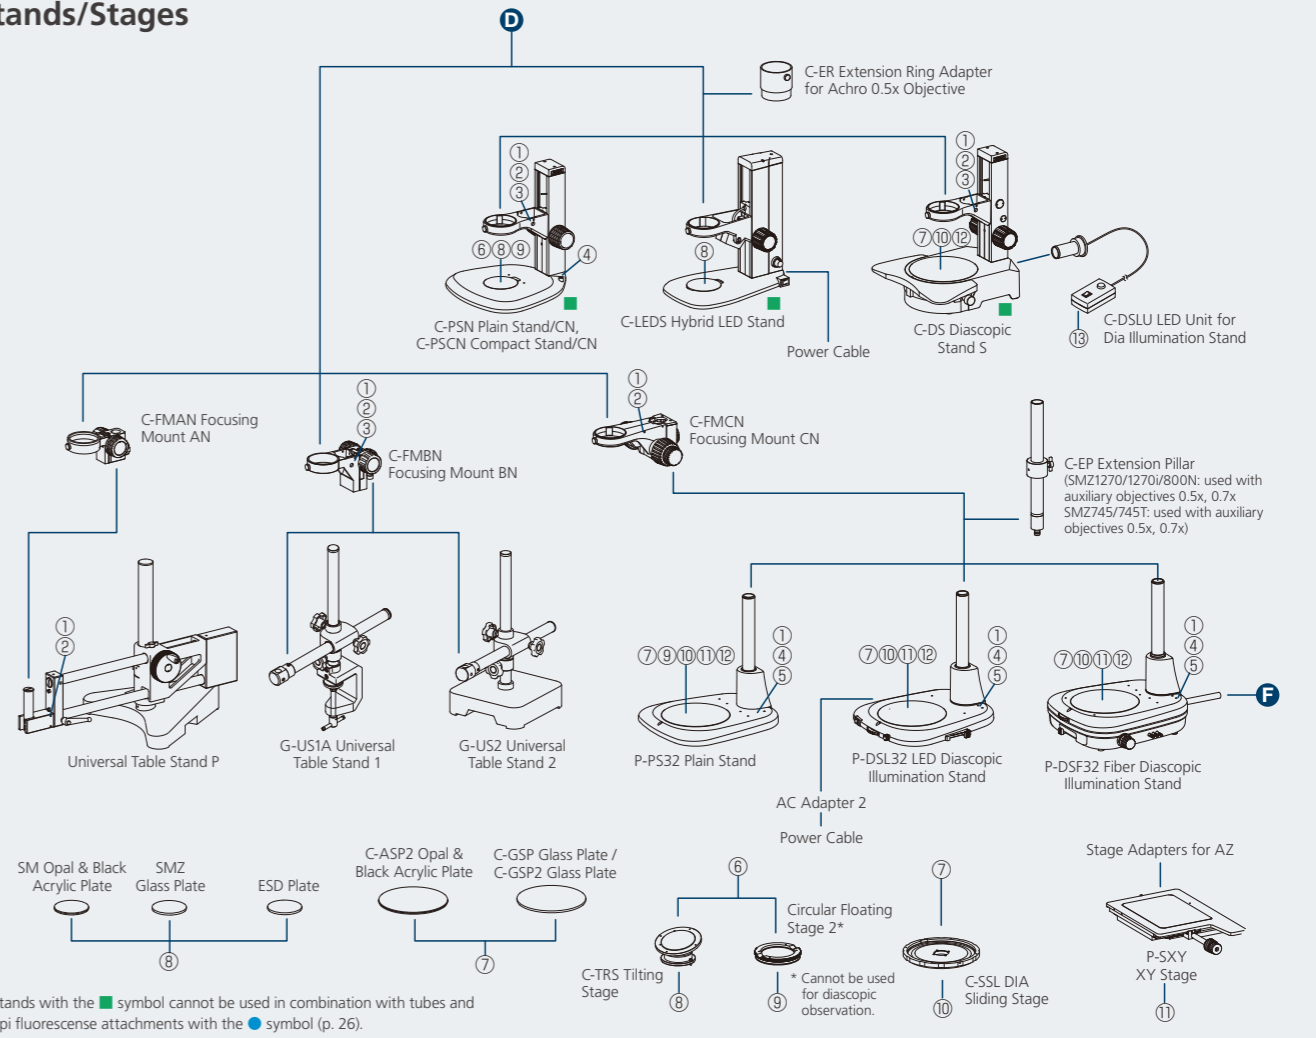 tands/Stages
D
C-ER Extension Ring Adapter
for Achro 0.5x Objective
①
②
③
①
②
③
⑥⑧⑨
④
⑧
⑦⑩⑫
C-PSN Plain Stand/CN,
C-PSCN Compact Stand/CN
C-LEDS Hybrid LED Stand
Power Cable
C-DS Diascopic
Stand S
⑬
C-DSLU LED Unit for
Dia Illumination Stand
C-FMAN Focusing
Mount AN
①
②
③
C-FMBN
Focusing Mount BN
①
②
C-FMCN
Focusing Mount CN
C-EP Extension Pillar
(SMZ1270/1270i/800N: used with
auxiliary objectives 0.5x, 0.7x
SMZ745/745T: used with auxiliary
objectives 0.5x, 0.7x)
①
②
Universal Table Stand P
G-US1A Universal
Table Stand 1
G-US2 Universal
Table Stand 2
⑦⑨⑩⑪⑫
①
④
⑤
P-PS32 Plain Stand
⑦⑩⑪⑫
①
④
⑤
P-DSL32 LED Diascopic
Illumination Stand
AC Adapter 2
Power Cable
⑦⑩⑪⑫
①
④
⑤
F
P-DSF32 Fiber Diascopic
Illumination Stand
SM Opal & Black
Acrylic Plate
SMZ
Glass Plate
ESD Plate
⑧
C-ASP2 Opal &
Black Acrylic Plate
C-GSP Glass Plate /
C-GSP2 Glass Plate
⑦
⑥
C-TRS Tilting
Stage
⑧
Circular Floating
Stage 2*
⑨
* Cannot be used
for diascopic
observation.
⑦
C-SSL DIA
Sliding Stage
⑩
Stage Adapters for AZ
P-SXY
XY Stage
⑪
tands with the ■ symbol cannot be used in combination with tubes and
pi fluorescense attachments with the ● symbol (p. 26).